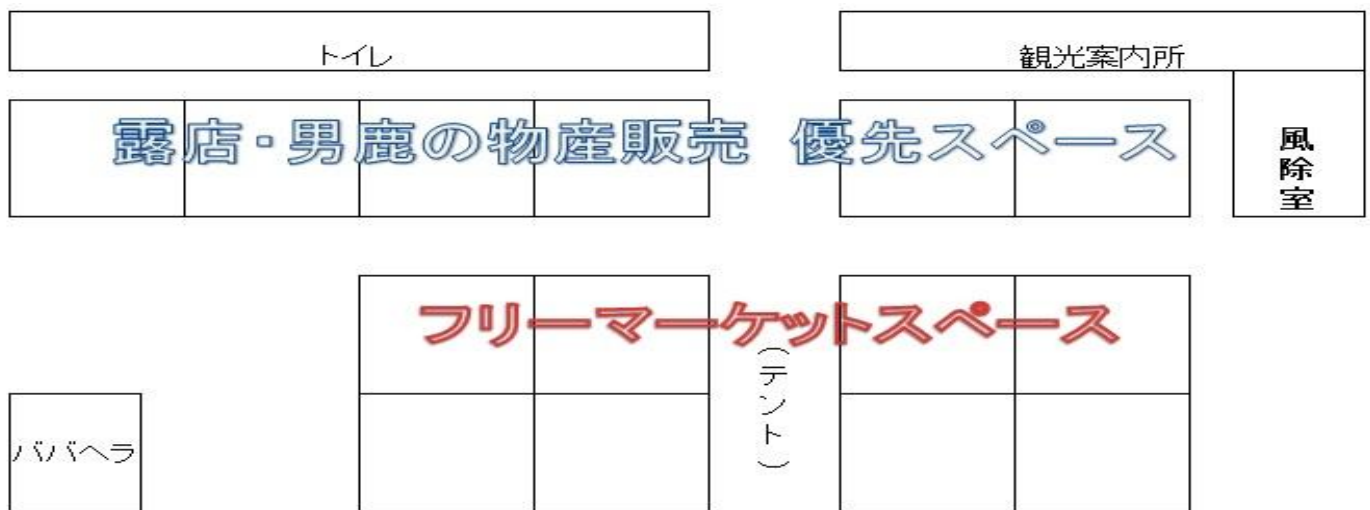 トイレ
観光案内所
露店・男鹿の物産販売 優先スペース
風除室
フリーマーケットスペース
（テント）
ババヘラ